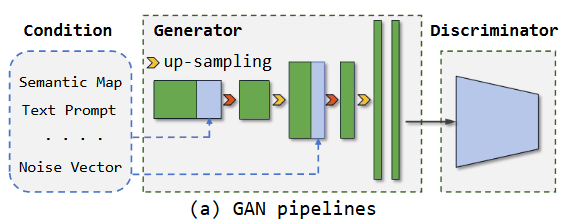 Condition
Semantic Map
Text Prompt
. . . .
Noise Vector
Generator
up-sampling
Discriminator
(a) GAN pipelines